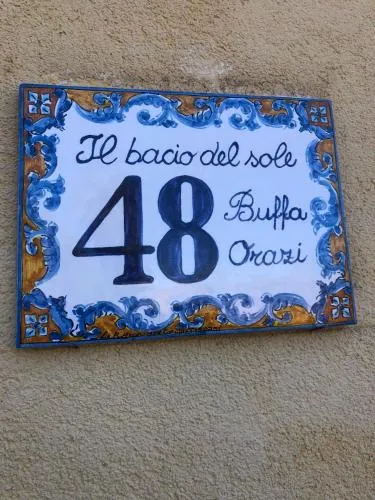 Il bacio del sole
48
Buffa
Orazi